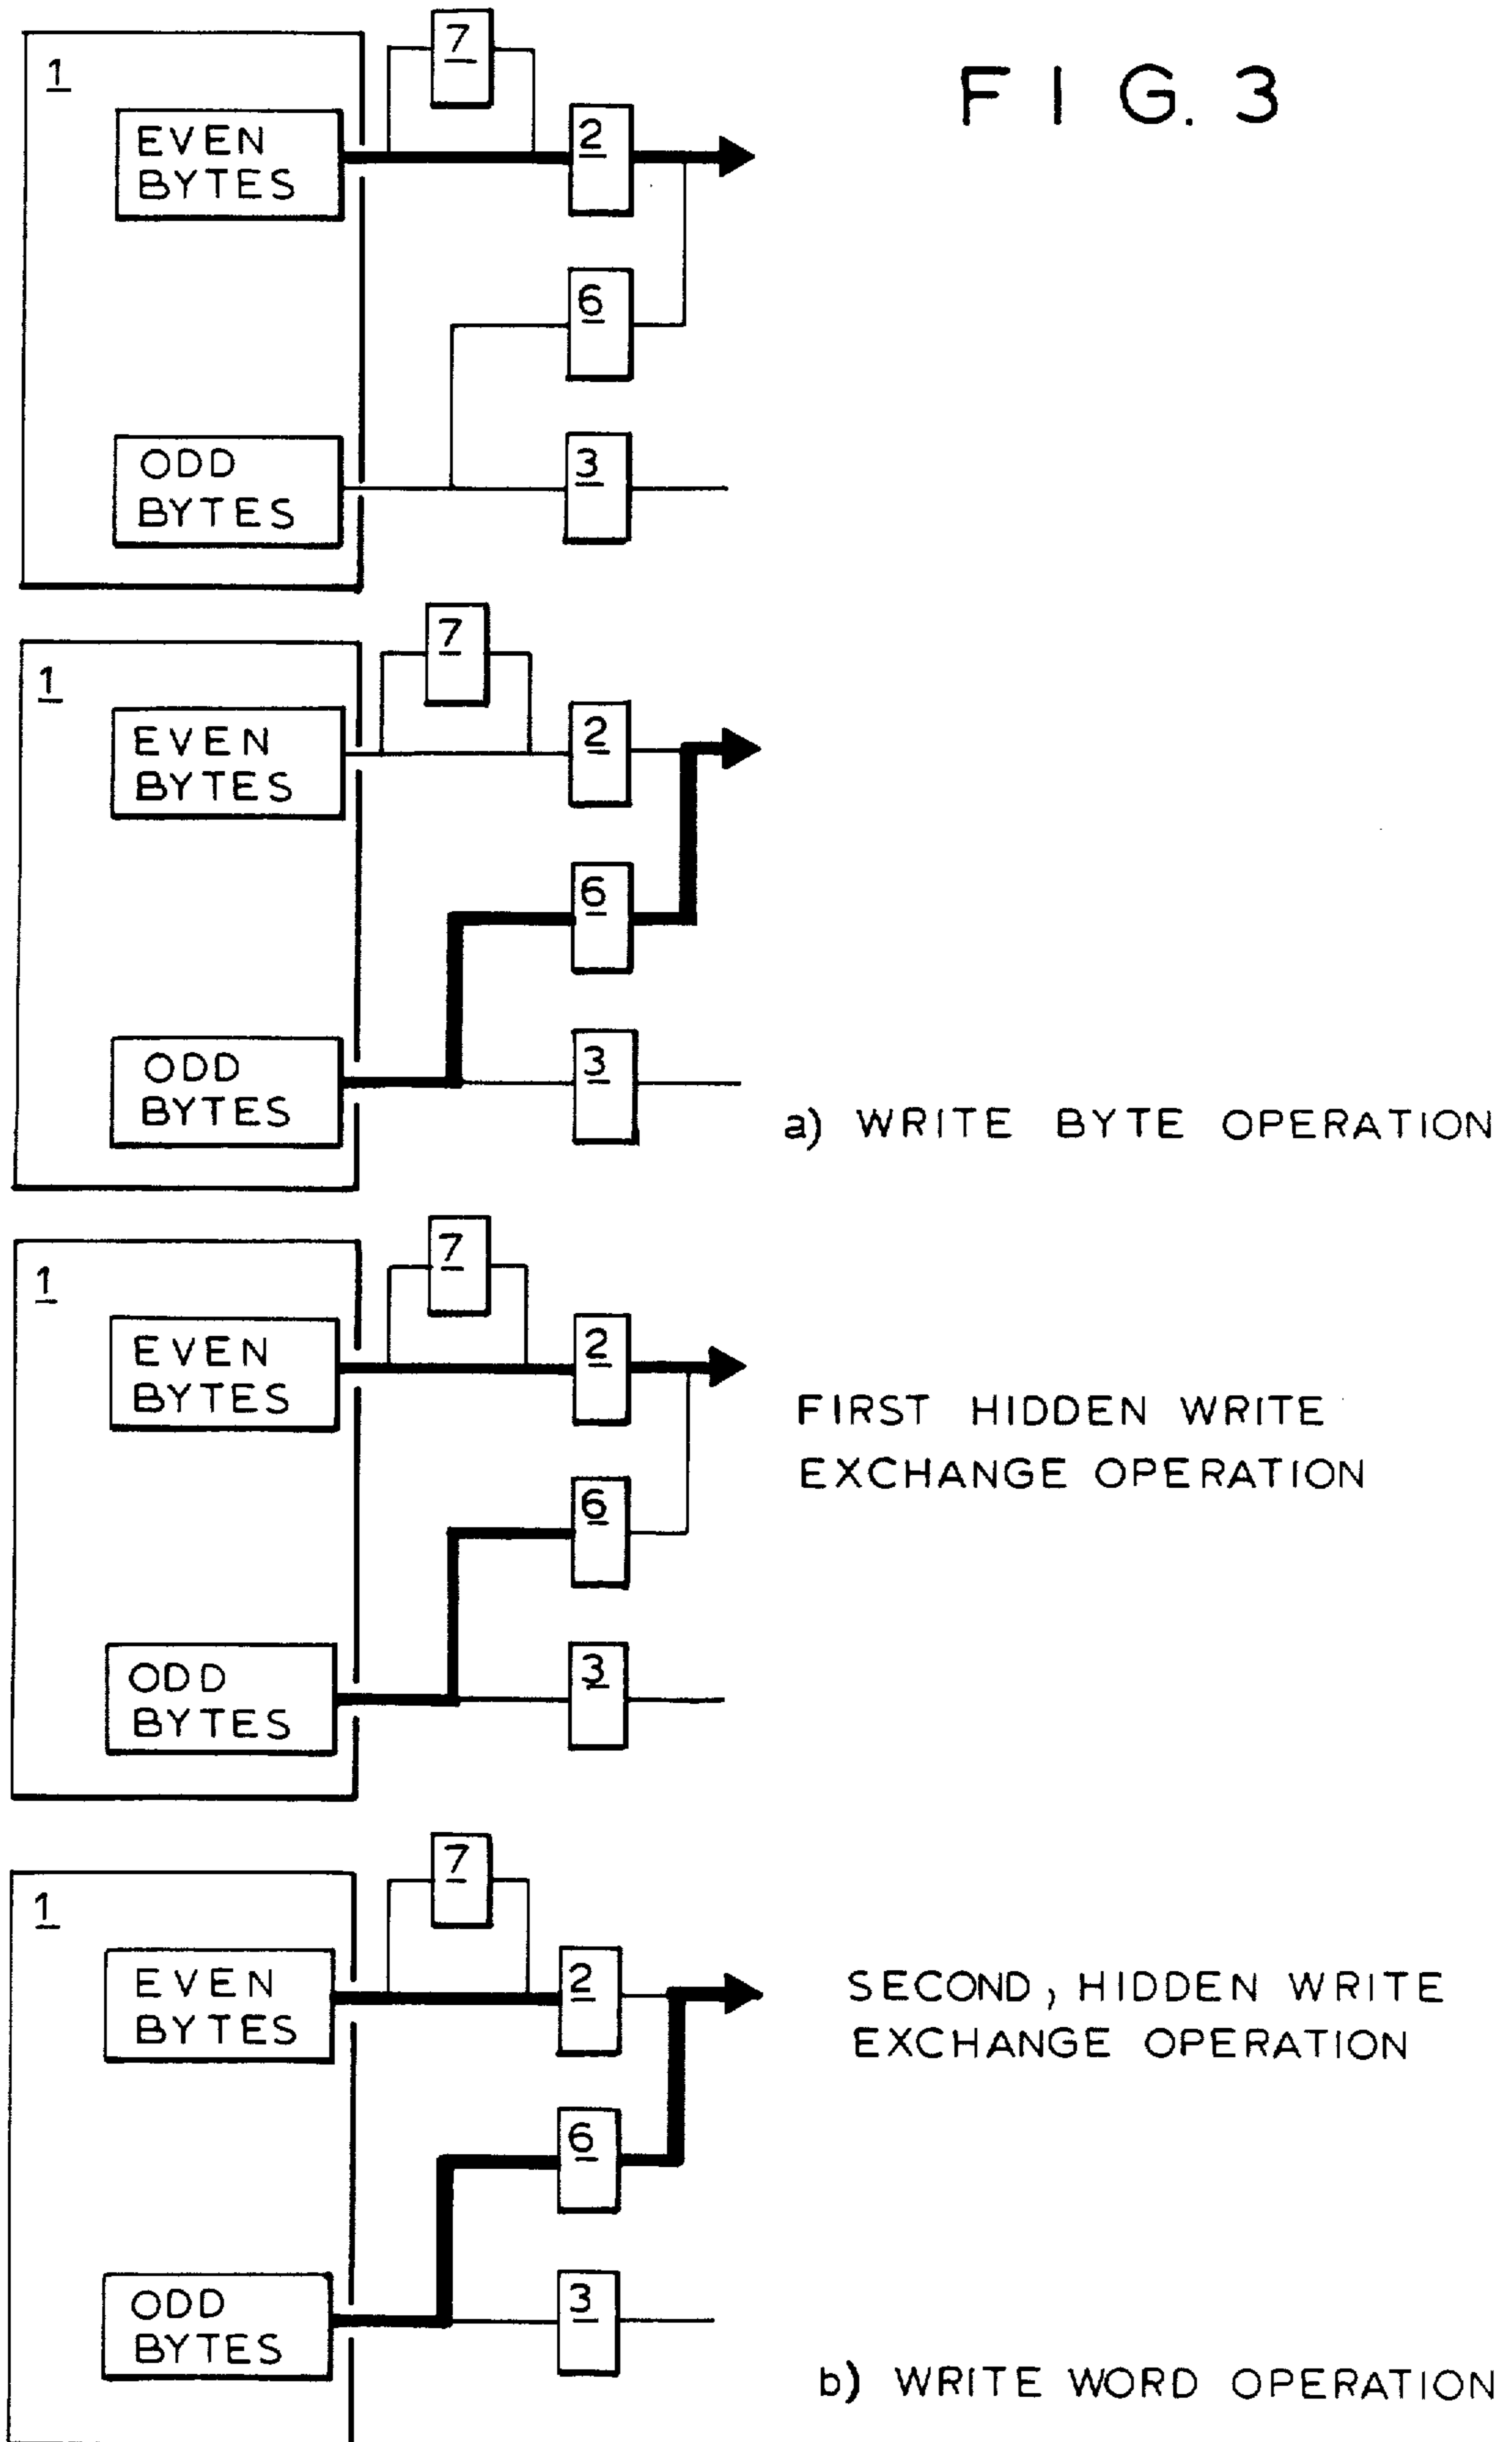 FIG. 3
1
7
EVEN
BYTES
2
6
ODD
BYTES
3
1
7
EVEN
BYTES
2
6
ODD
BYTES
3
a) WRITE BYTE OPERATION
1
7
EVEN
BYTES
2
FIRST HIDDEN WRITE
EXCHANGE OPERATION
6
ODD
BYTES
3
1
7
EVEN
BYTES
2
SECOND, HIDDEN WRITE
EXCHANGE OPERATION
6
ODD
BYTES
3
b) WRITE WORD OPERATION